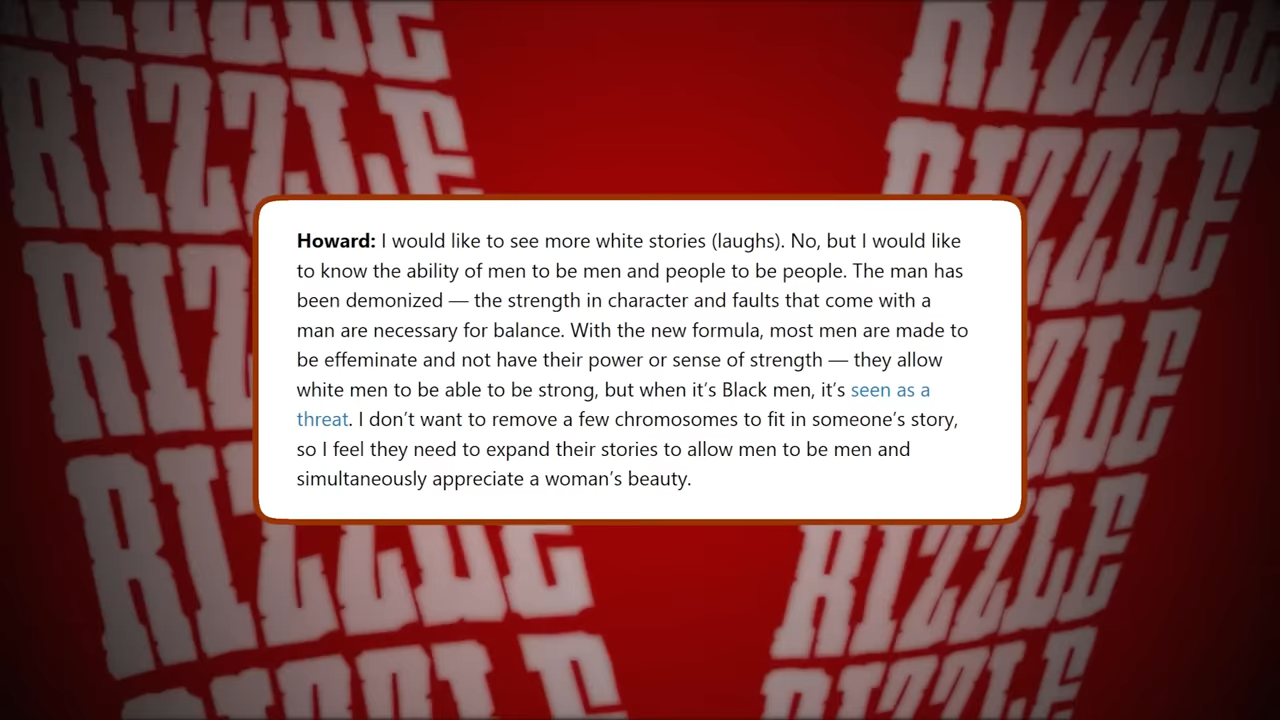 RIZZLE
RIZZLE
RIZZLE
RIZZLE
Howard: I would like to see more white stories (laughs). No, but I would like
to know the ability of men to be men and people to be people. The man has
been demonized — the strength in character and faults that come with a
man are necessary for balance. With the new formula, most men are made to
be effeminate and not have their power or sense of strength — they allow
white men to be able to be strong, but when it’s Black men, it’s seen as a
threat. I don’t want to remove a few chromosomes to fit in someone’s story,
so I feel they need to expand their stories to allow men to be men and
simultaneously appreciate a woman’s beauty.
RIZZLE
RIZZLE
RIZZLE
RIZZLE
RIZZLE